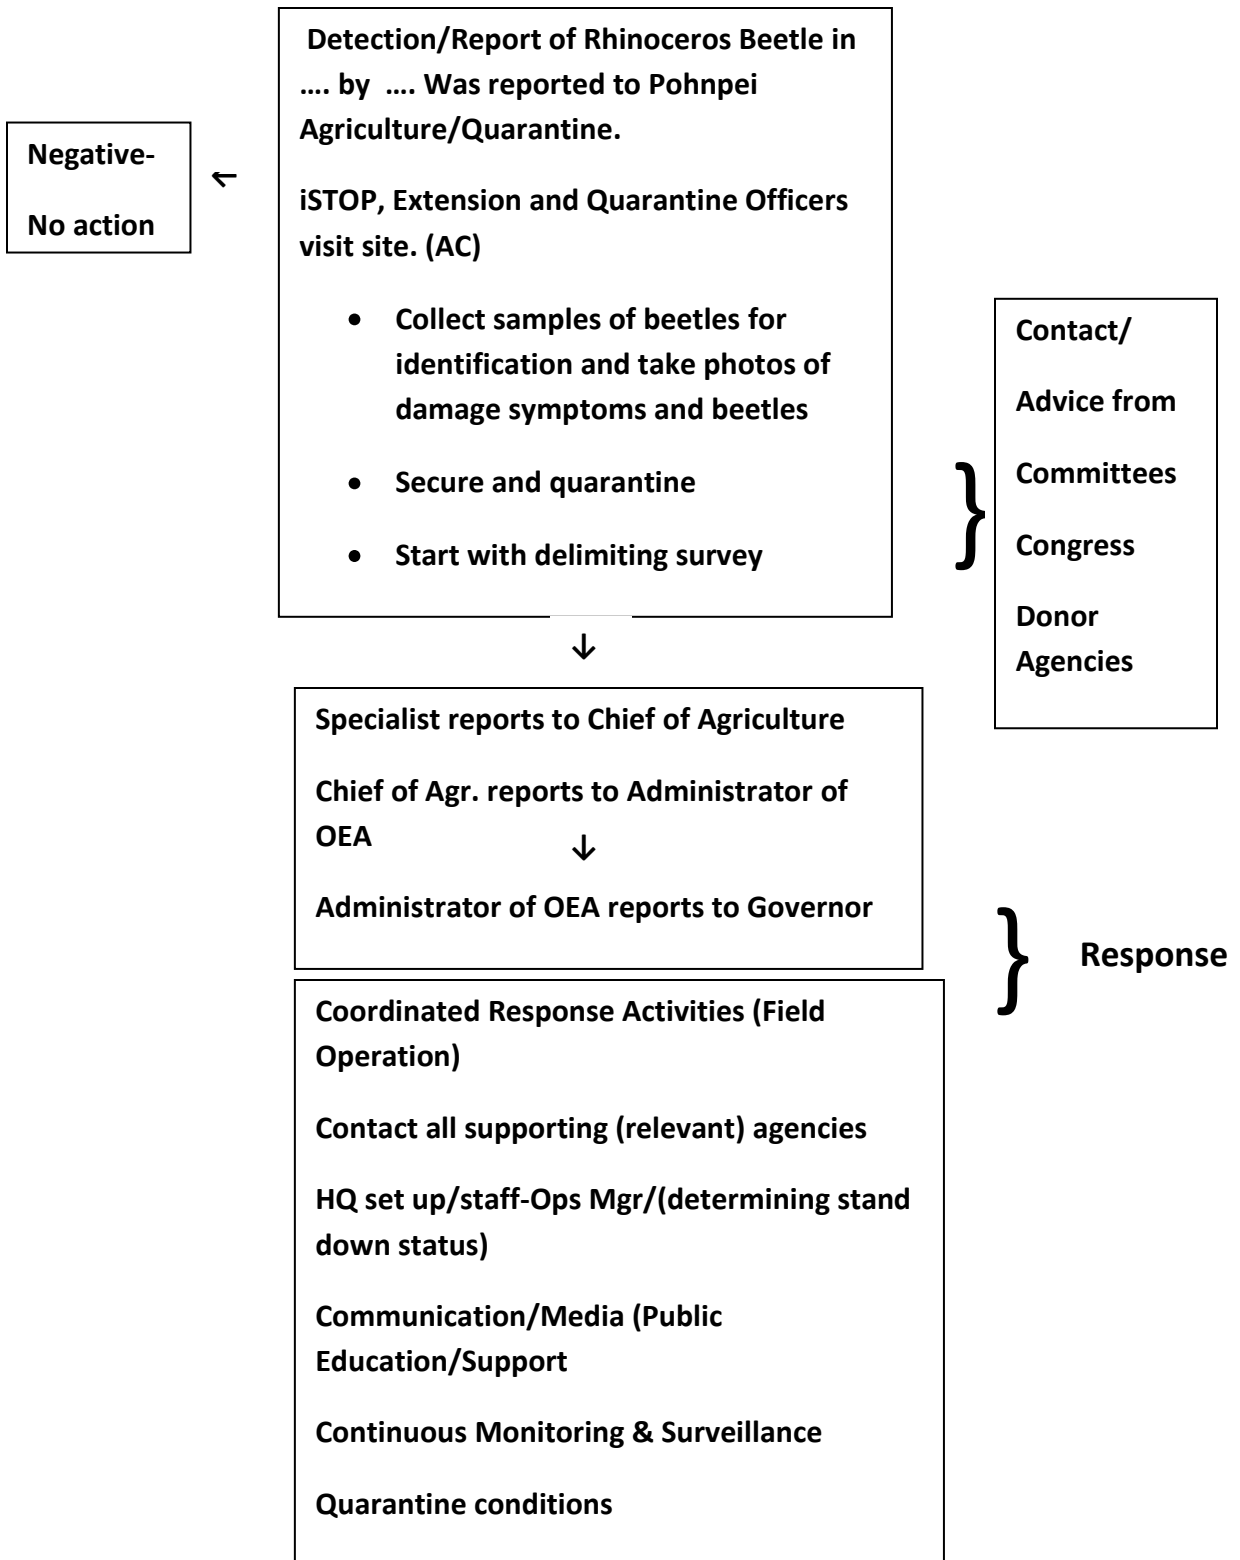 Detection/Report of Rhinoceros Beetle in
…. by …. Was reported to Pohnpei
Agriculture/Quarantine.
iSTOP, Extension and Quarantine Officers
visit site. (AC)
• Collect samples of beetles for
identification and take photos of
damage symptoms and beetles
• Secure and quarantine
• Start with delimiting survey
Negative-
No action
←
}
Contact/
Advice from
Committees
Congress
Donor
Agencies
↓
Specialist reports to Chief of Agriculture
Chief of Agr. reports to Administrator of
OEA
↓
Administrator of OEA reports to Governor
}
Response
Coordinated Response Activities (Field
Operation)
Contact all supporting (relevant) agencies
HQ set up/staff-Ops Mgr/(determining stand
down status)
Communication/Media (Public
Education/Support
Continuous Monitoring & Surveillance
Quarantine conditions